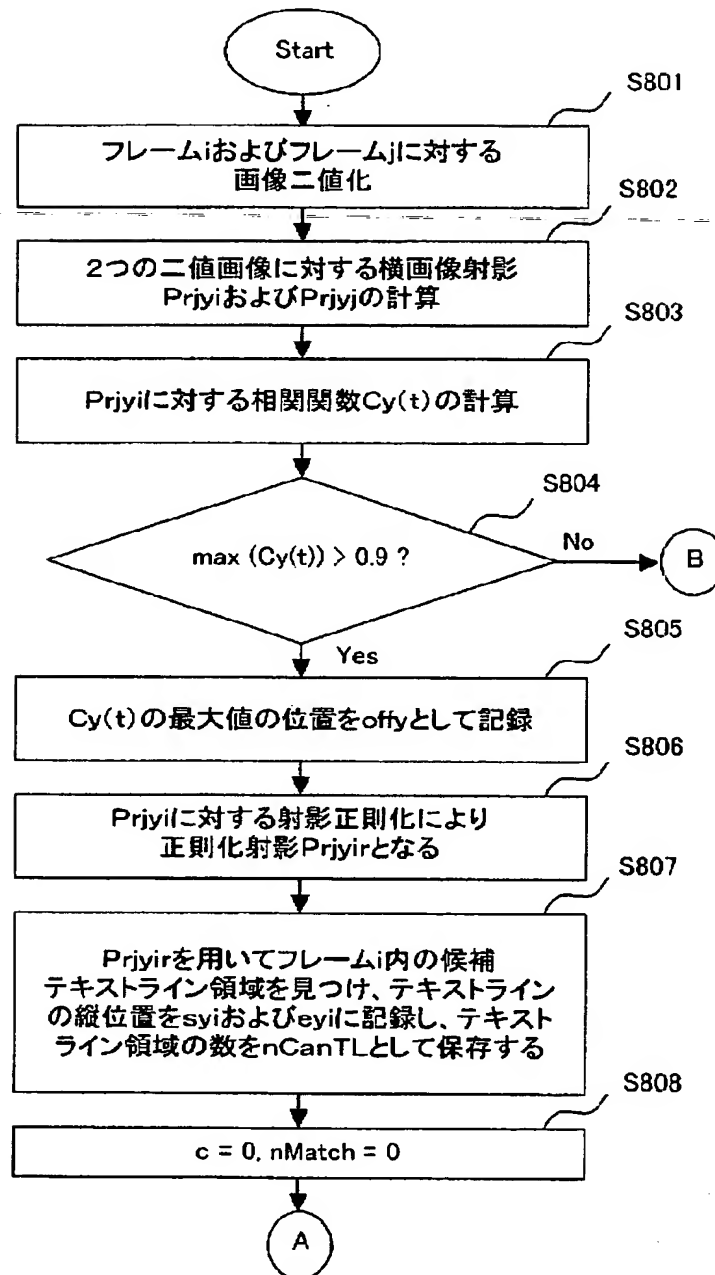 Start
S801
フレームiおよびフレームjに対する
画像二値化
S802
2つの二値画像に対する横画像射影
PrjyiおよびPrjyjの計算
S803
Prjyiに対する相関関数Cy(t)の計算
S804
max (Cy(t)) > 0.9 ?
No
B
Yes
S805
Cy(t)の最大値の位置をoffyとして記録
S806
Prjyiに対する射影正則化により
正則化射影Prjyirとなる
S807
Prjyirを用いてフレームi内の候補
テキストライン領域を見つけ、テキストライン
の縦位置をsyiおよびeyiに記録し、テキスト
ライン領域の数をnCanTLとして保存する
S808
c = 0, nMatch = 0
A